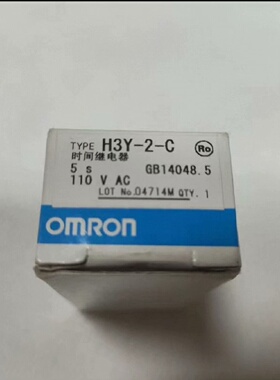 TYPE H3Y-2-C
Ro
时间继电器
5 s GB14048.5
110 V AC
LOT No.04714M QTY. 1
OMRON